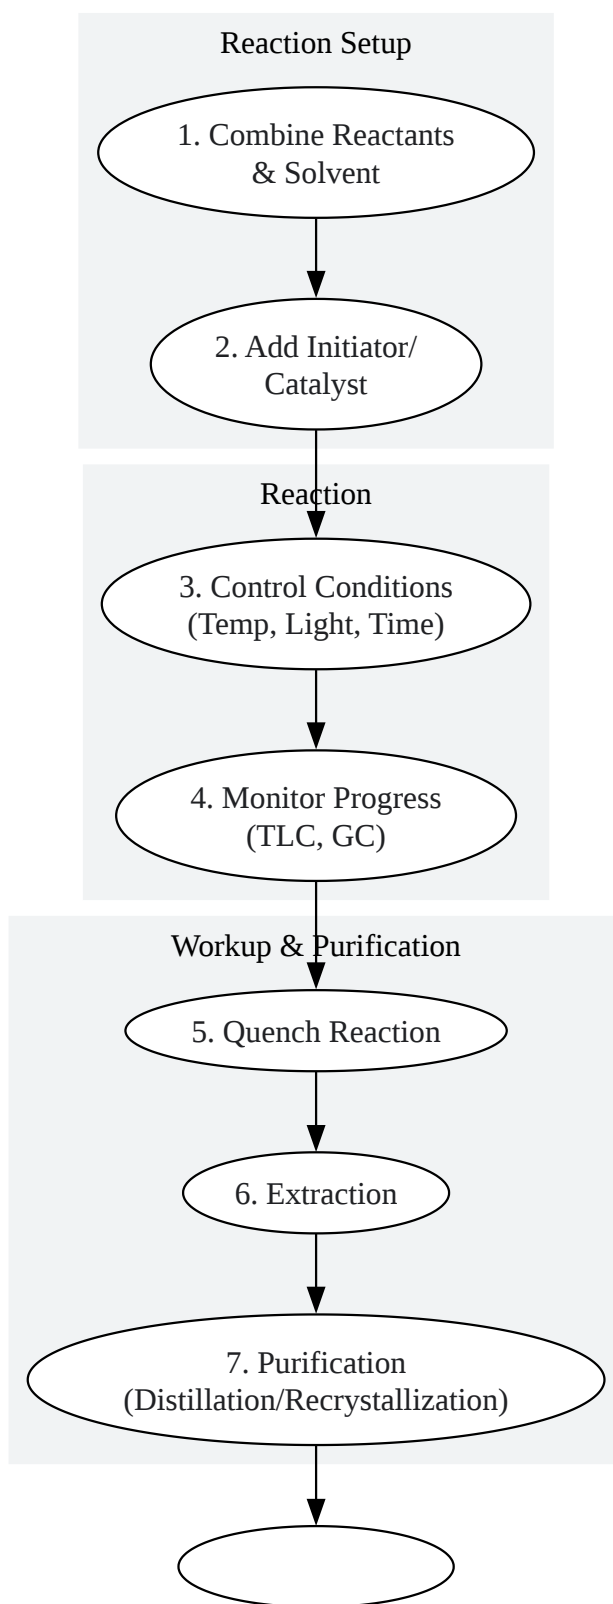 Reaction Setup
1. Combine Reactants
& Solvent
2. Add Initiator/
Catalyst
Reaction
3. Control Conditions
(Temp, Light, Time)
4. Monitor Progress
(TLC, GC)
Workup & Purification
5. Quench Reaction
6. Extraction
7. Purification
(Distillation/Recrystallization)